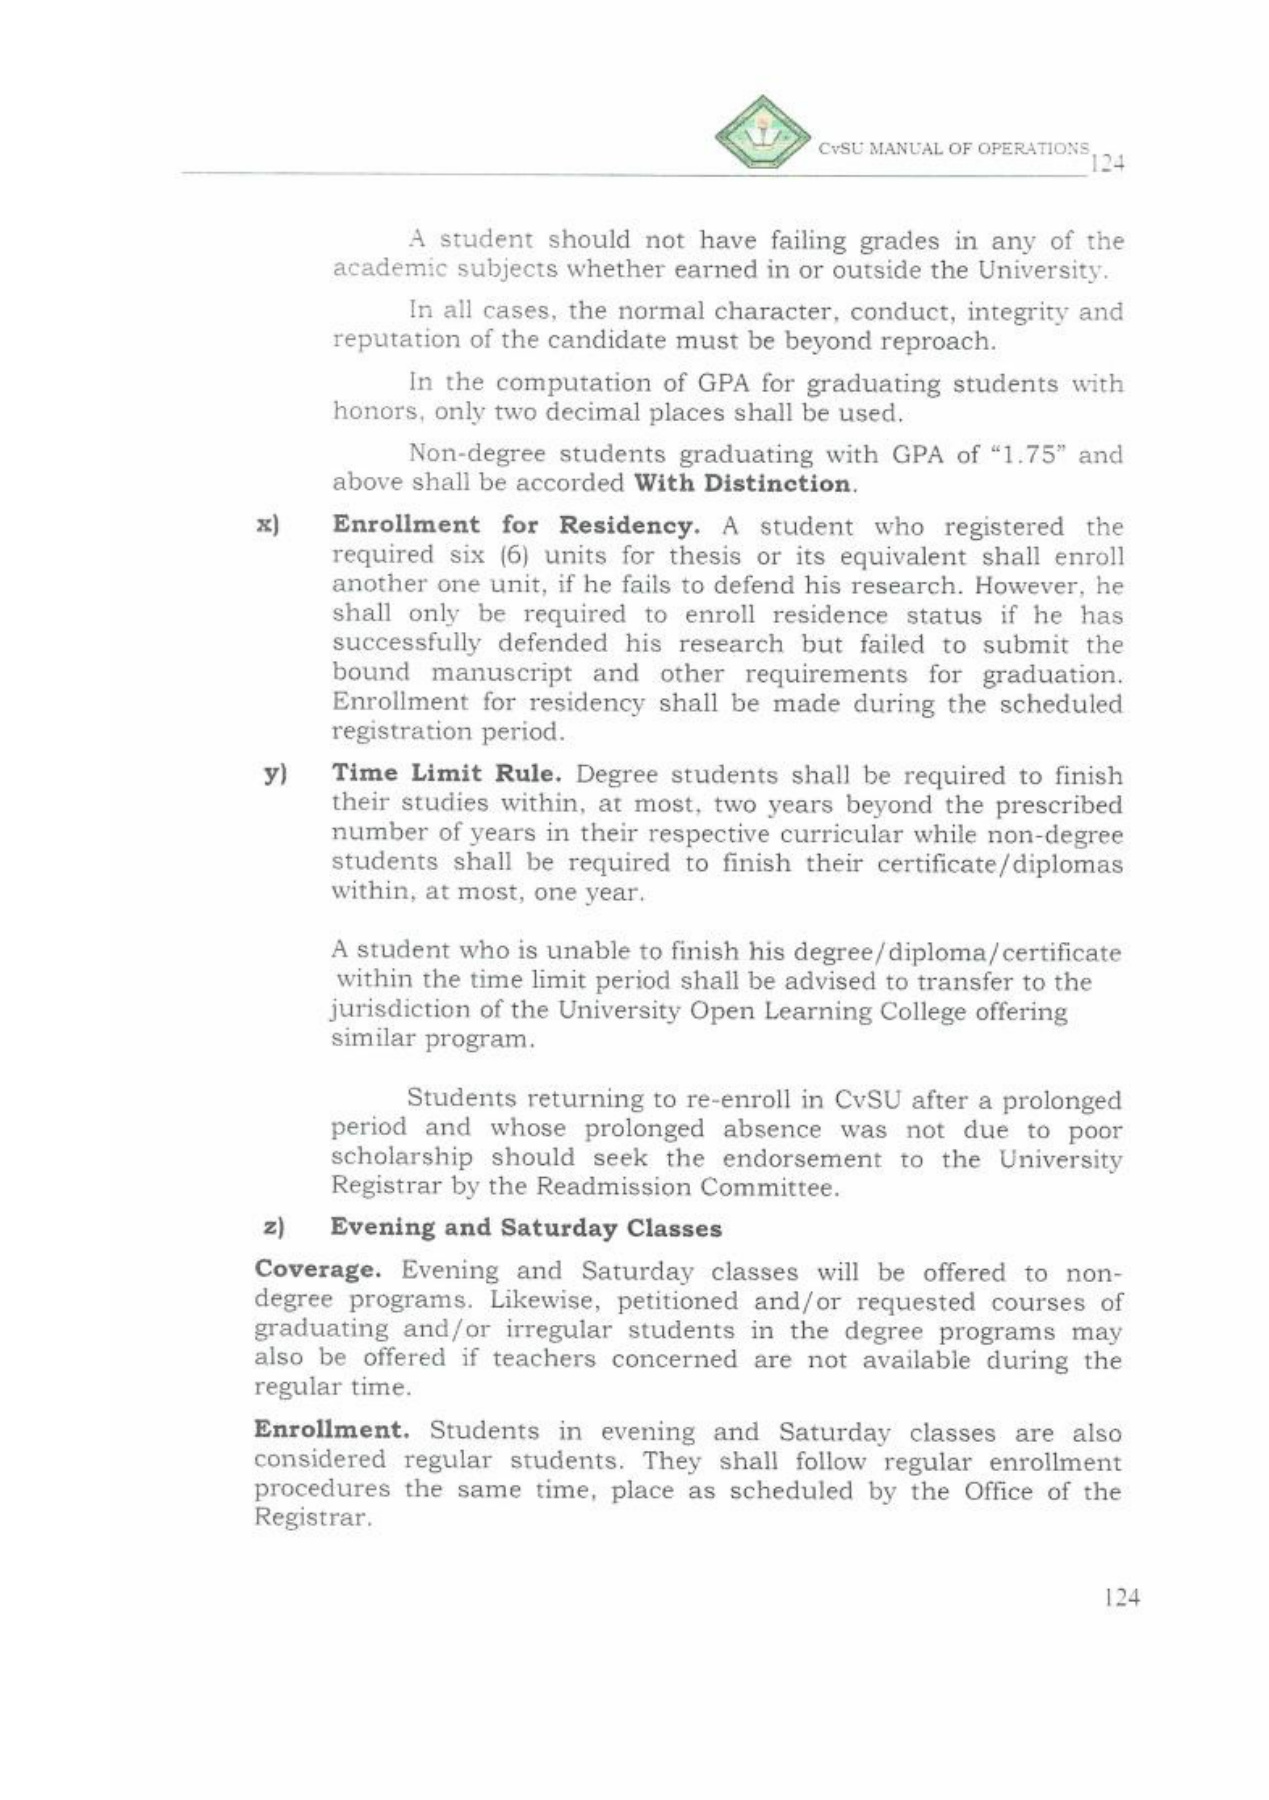 CvSU MANUAL OF OPERATIONS
124
A student should not have failing grades in any of the
academic subjects whether earned in or outside the University.
In all cases, the normal character, conduct, integrity and
reputation of the candidate must be beyond reproach.
In the computation of GPA for graduating students with
honors, only two decimal places shall be used.
Non-degree students graduating with GPA of “1.75” and
above shall be accorded With Distinction.
x) Enrollment for Residency. A student who registered the
required six (6) units for thesis or its equivalent shall enroll
another one unit, if he fails to defend his research. However, he
shall only be required to enroll residence status if he has
successfully defended his research but failed to submit the
bound manuscript and other requirements for graduation.
Enrollment for residency shall be made during the scheduled
registration period.
y) Time Limit Rule. Degree students shall be required to finish
their studies within, at most, two years beyond the prescribed
number of years in their respective curricular while non-degree
students shall be required to finish their certificate/diplomas
within, at most, one year.
A student who is unable to finish his degree/diploma/certificate
within the time limit period shall be advised to transfer to the
jurisdiction of the University Open Learning College offering
similar program.
Students returning to re-enroll in CvSU after a prolonged
period and whose prolonged absence was not due to poor
scholarship should seek the endorsement to the University
Registrar by the Readmission Committee.
z) Evening and Saturday Classes
Coverage. Evening and Saturday classes will be offered to non-
degree programs. Likewise, petitioned and/or requested courses of
graduating and/or irregular students in the degree programs may
also be offered if teachers concerned are not available during the
regular time.
Enrollment. Students in evening and Saturday classes are also
considered regular students. They shall follow regular enrollment
procedures the same time, place as scheduled by the Office of the
Registrar.
124